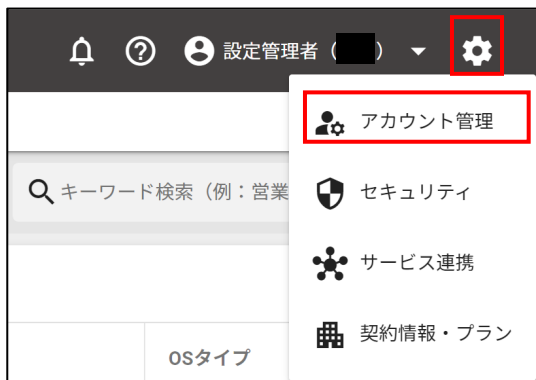 設定管理者（ ）
アカウント管理
キーワード検索（例：営業
セキュリティ
サービス連携
契約情報・プラン
OSタイプ